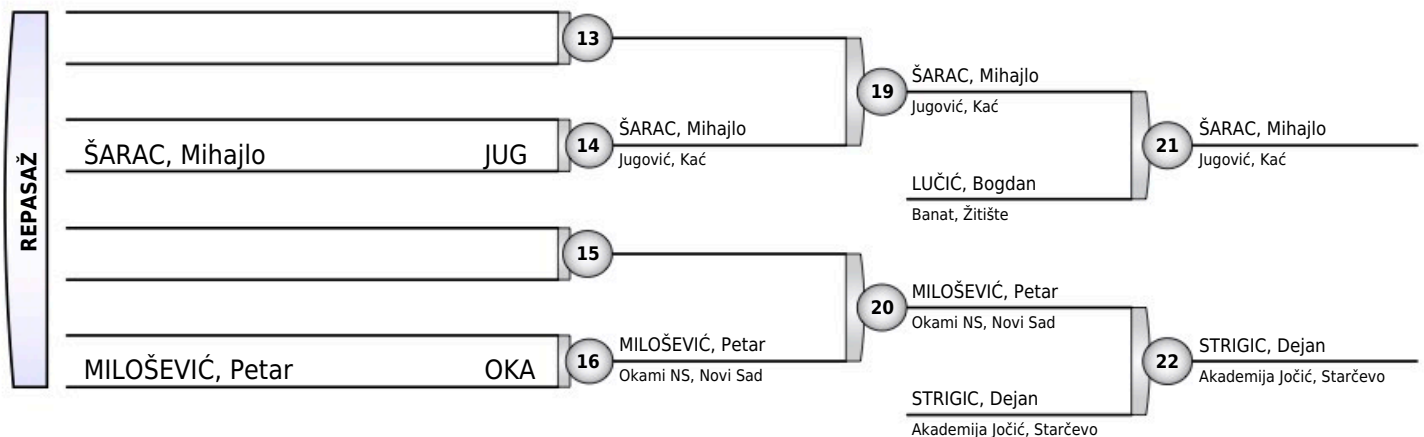 REPASAŽ
13
ŠARAC, Mihajlo
Jugović, Kać
19
ŠARAC, Mihajlo JUG
14
ŠARAC, Mihajlo
Jugović, Kać
21
ŠARAC, Mihajlo
Jugović, Kać
LUČIĆ, Bogdan
Banat, Žitište
15
MILOŠEVIĆ, Petar
Okami NS, Novi Sad
20
MILOŠEVIĆ, Petar OKA
16
MILOŠEVIĆ, Petar
Okami NS, Novi Sad
22
STRIGIC, Dejan
Akademija Jočić, Starčevo
STRIGIC, Dejan
Akademija Jočić, Starčevo